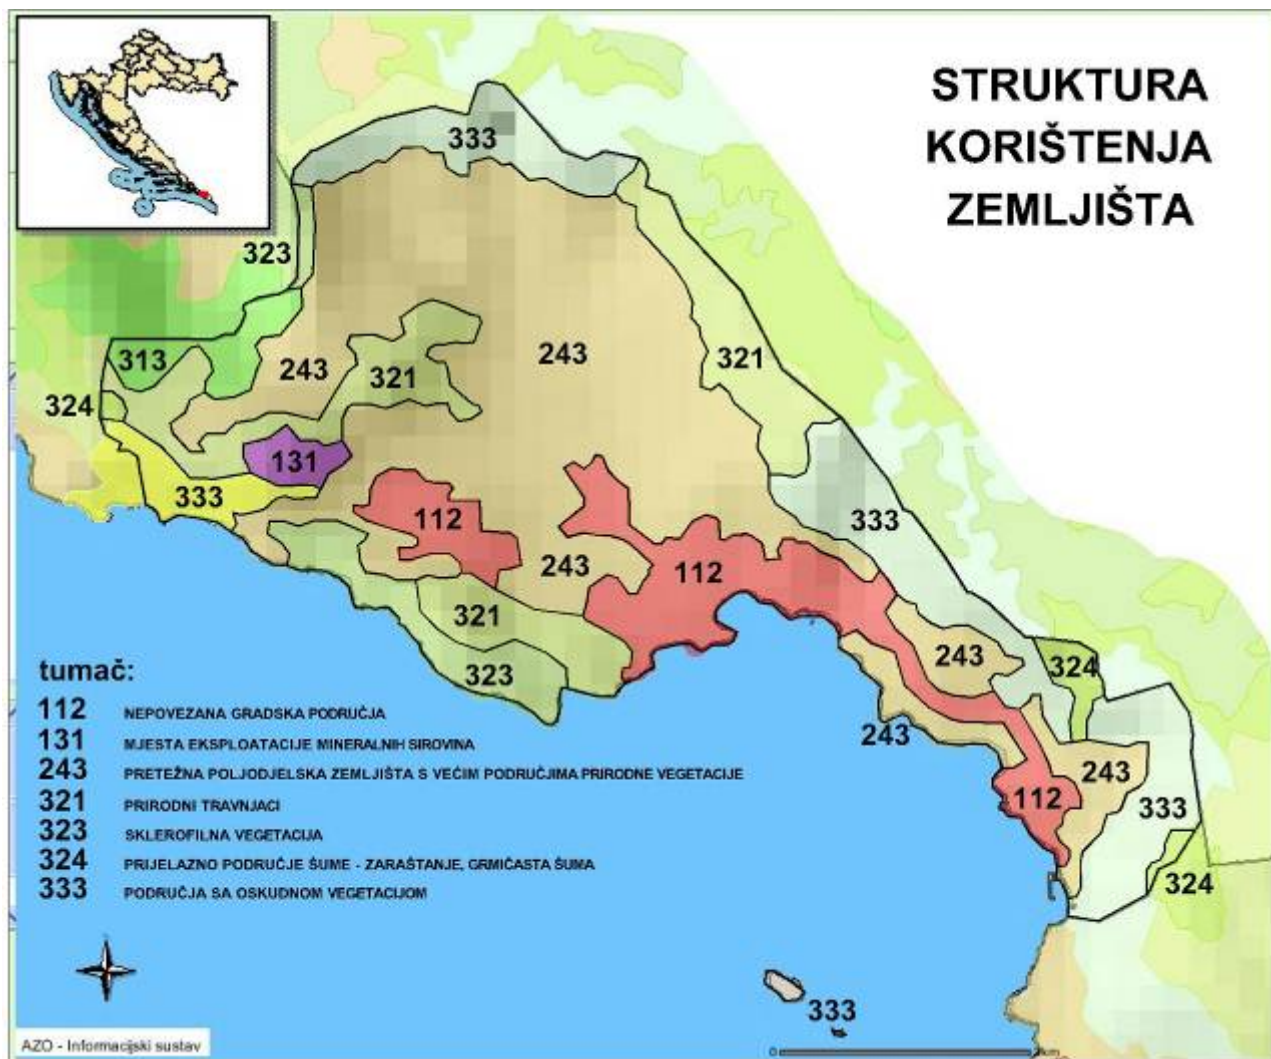 STRUKTURA
KORIŠTENJA
ZEMLJIŠTA
333
323
313
243
321
243
321
324
131
333
112
333
243
112
321
323
243
324
243
243
112
333
324
333
tumač:
112 NEPOVEZANA GRADSKA PODRUČJA
131 MJESTA EKSPLOATACIJE MINERALNIH SIROVINA
243 PRETEŽNA POLJODJELSKA ZEMLJIŠTA S VEĆIM PODRUČJIMA PRIRODNE VEGETACIJE
321 PRIRODNI TRAVNJACI
323 SKLEROFILNA VEGETACIJA
324 PRIJELAZNO PODRUČJE ŠUME - ZARAŠTANJE, GRMIČASTA ŠUMA
333 PODRUČJA SA OSKUDNOM VEGETACIJOM
AZO - Informacijski sustav
0